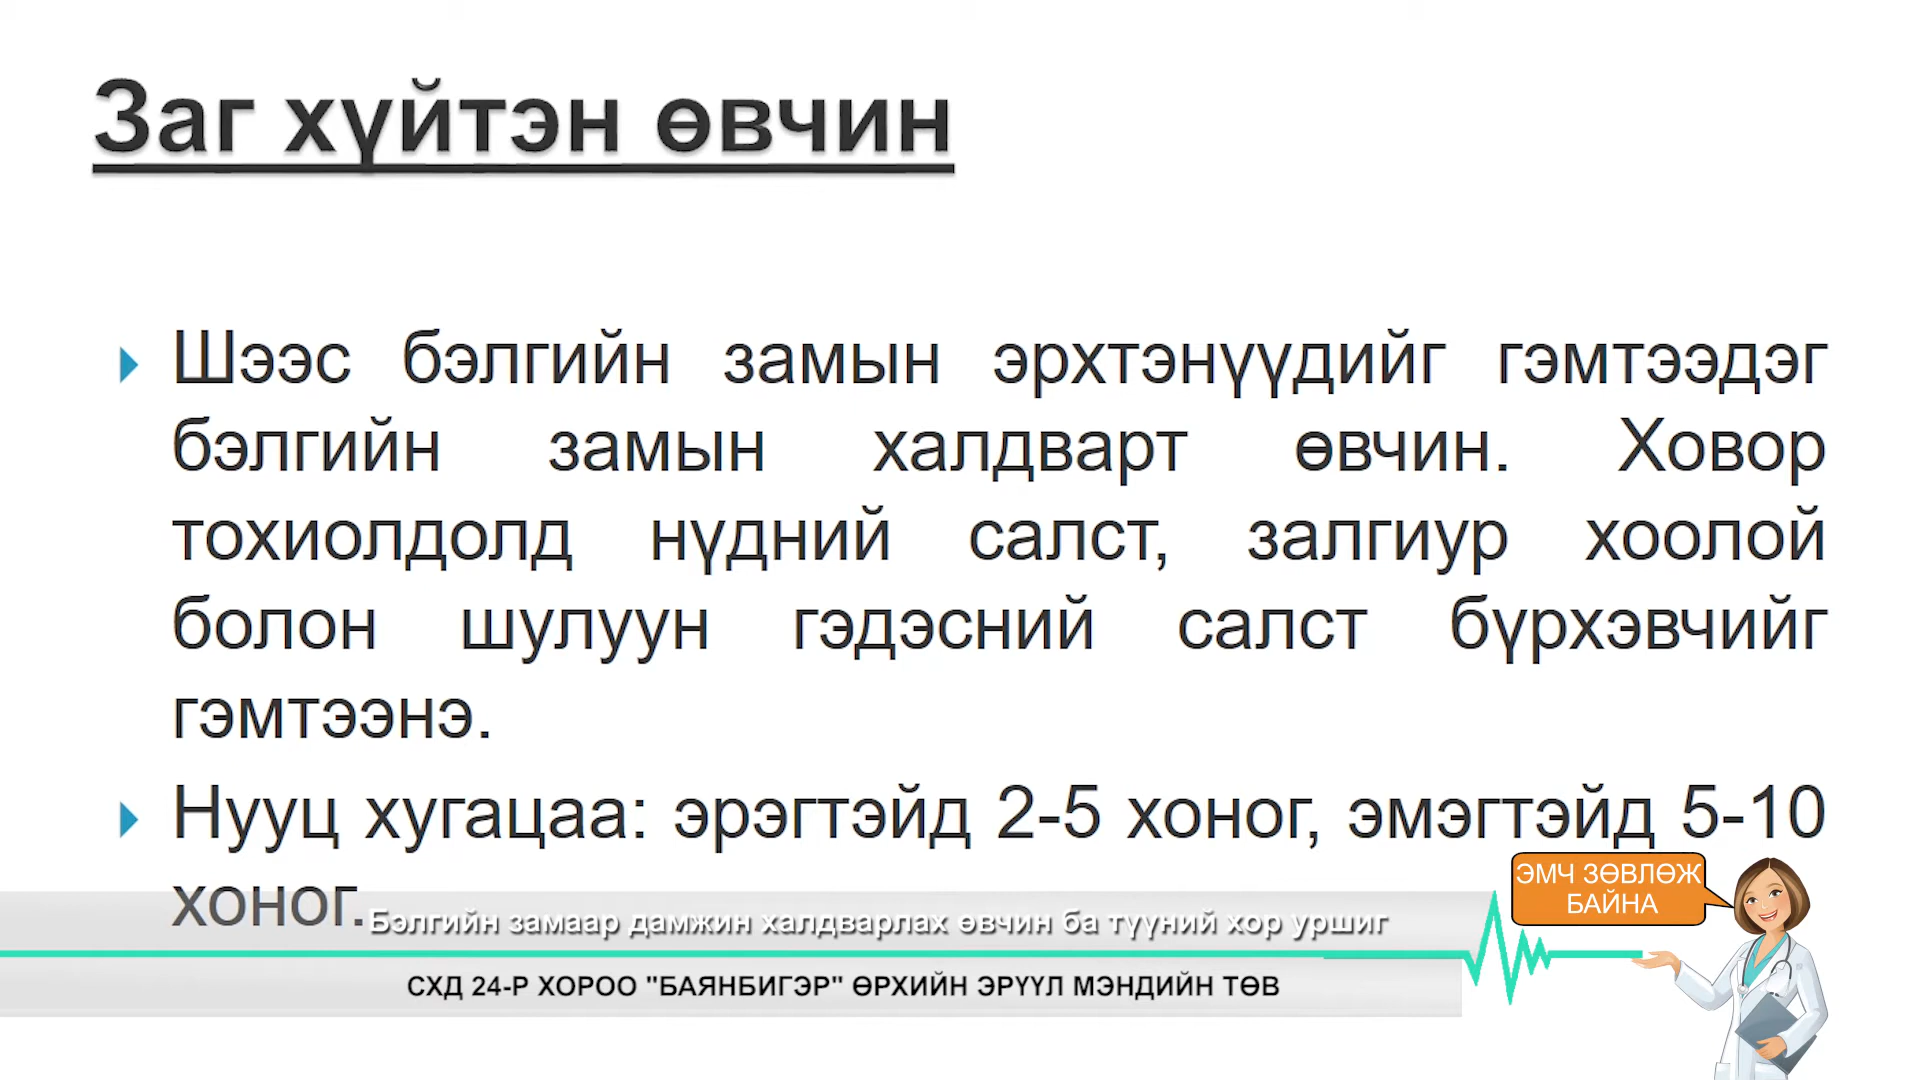 Заг хүйтэн өвчин
Шээс бэлгийн замын эрхтэнүүдийг гэмтээдэг
бэлгийн замын халдварт өвчин. Ховор
тохиолдолд нүдний салст, залгиур хоолой
болон шулуун гэдэсний салст бүрхэвчийг
гэмтээнэ.
Нууц хугацаа: эрэгтэйд 2-5 хоног, эмэгтэйд 5-10
хоног.
ЭМЧ ЗӨВЛӨЖ
БАЙНА
Бэлгийн замаар дамжин халдварлах өвчин ба түүний хор уршиг
СХД 24-Р ХОРОО "БАЯНБИГЭР" ӨРХИЙН ЭРҮҮЛ МЭНДИЙН ТӨВ